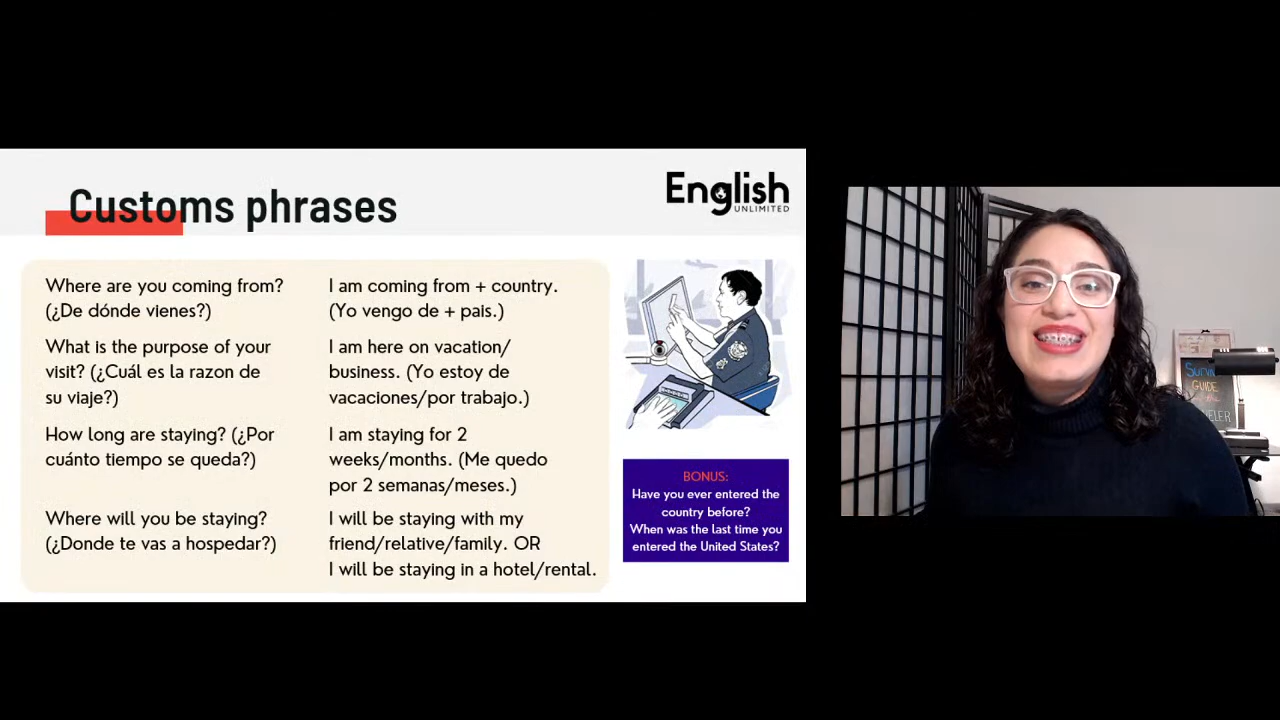 Customs phrases
English
UNLIMITED
Where are you coming from?
(¿De dónde vienes?)
I am coming from + country.
(Yo vengo de + pais.)
What is the purpose of your
visit? (¿Cuál es la razon de
su viaje?)
I am here on vacation/
business. (Yo estoy de
vacaciones/por trabajo.)
How long are staying? (¿Por
cuánto tiempo se queda?)
I am staying for 2
weeks/months. (Me quedo
por 2 semanas/meses.)
Where will you be staying?
(¿Donde te vas a hospedar?)
I will be staying with my
friend/relative/family. OR
I will be staying in a hotel/rental.
BONUS:
Have you ever entered the
country before?
When was the last time you
entered the United States?
GUIDE